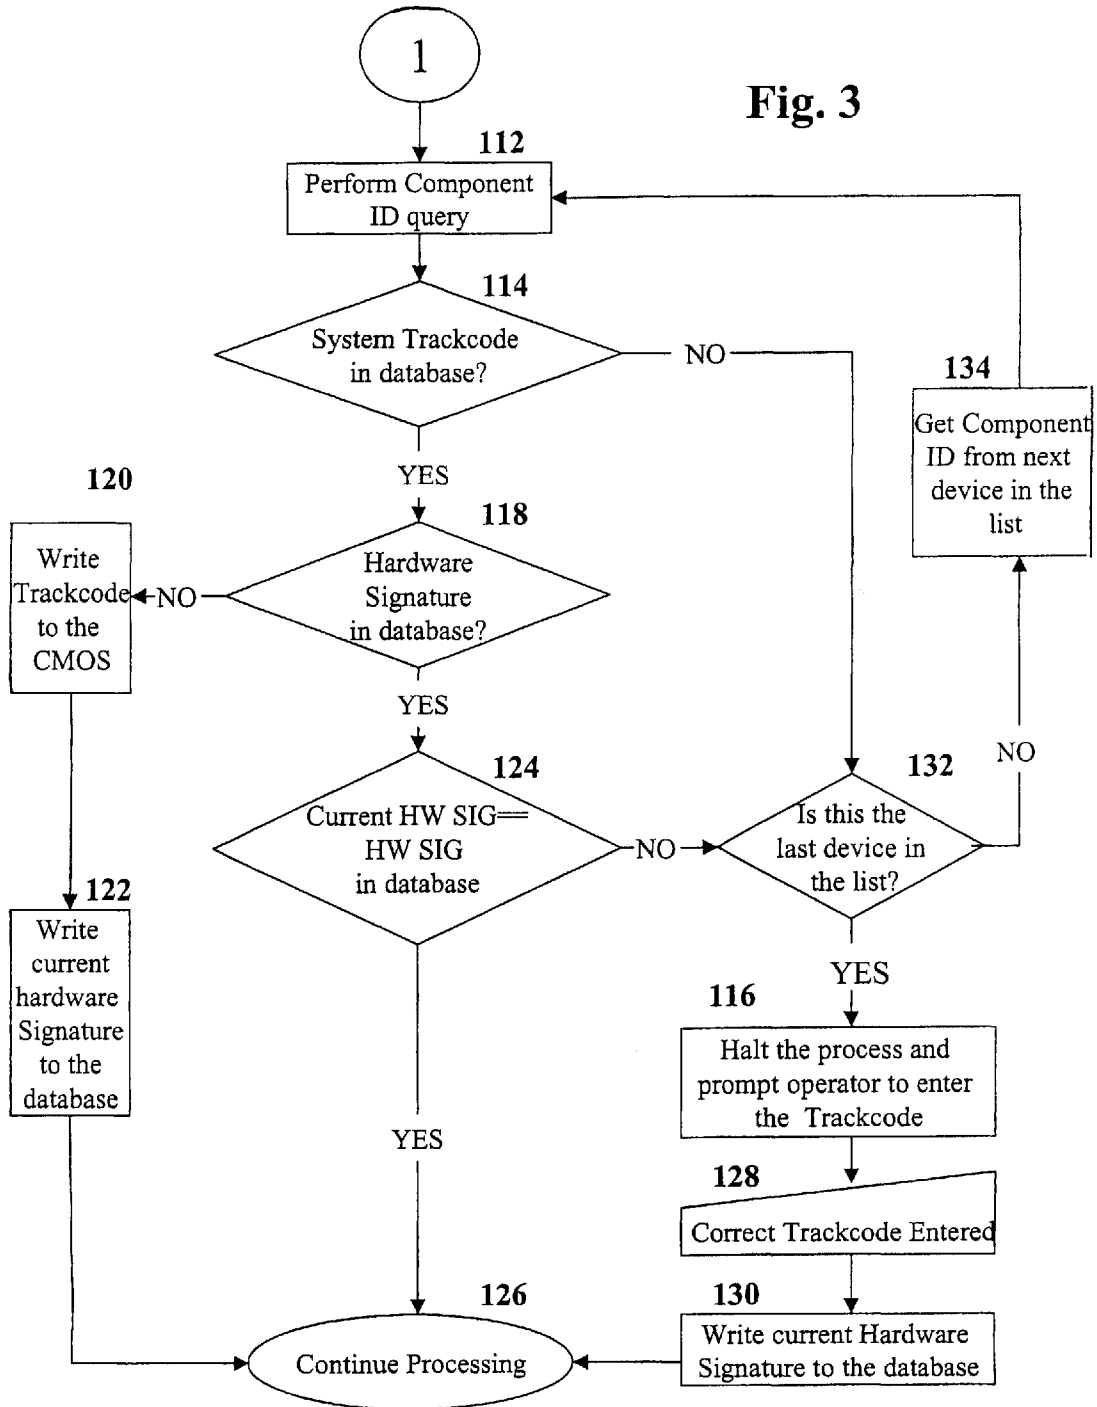 1
Fig. 3
112
Perform Component
ID query
114
System Trackcode
in database?
NO
134
Get Component
ID from next
device in the
list
YES
120
118
Write
Trackcode
to the
CMOS
NO
Hardware
Signature
in database?
YES
NO
124
132
Current HW SIG==
HW SIG
in database
NO
Is this the
last device in
the list?
122
Write
current
hardware
Signature
to the
database
YES
116
Halt the process and
prompt operator to enter
the Trackcode
YES
128
Correct Trackcode Entered
126
130
Continue Processing
Write current Hardware
Signature to the database